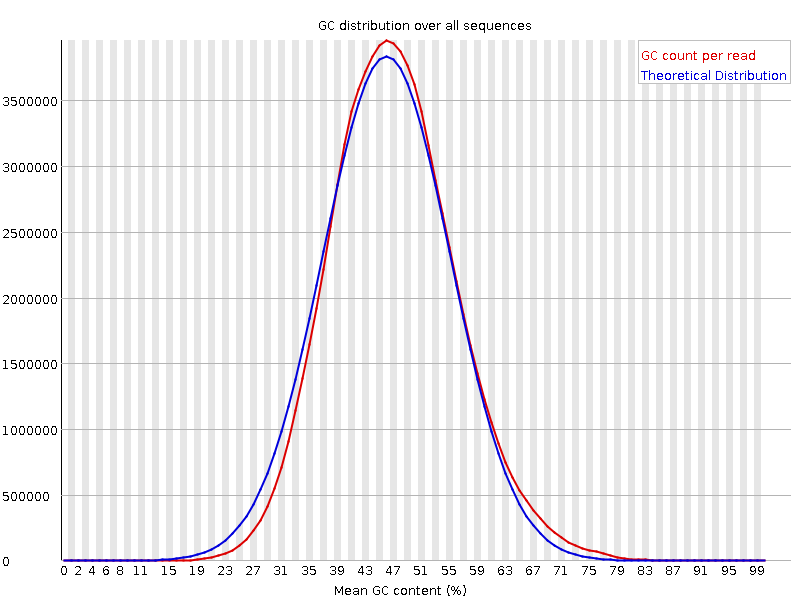 GC distribution over all sequences
GC count per read
Theoretical Distribution
3500000
3000000
2500000
2000000
1500000
1000000
500000
0
0 2 4 6 8 11 15 19 23 27 31 35 39 43 47 51 55 59 63 67 71 75 79 83 87 91 95 99
Mean GC content (%)